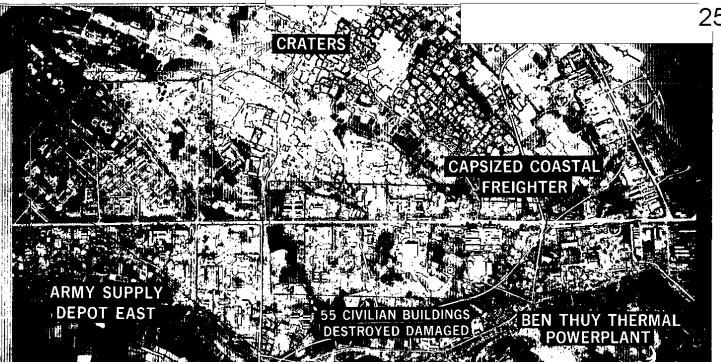 25
CRATERS
CAPSIZED COASTAL
FREIGHTER
ARMY SUPPLY
DEPOT EAST
55 CIVILIAN BUILDINGS
DESTROYED DAMAGED
BEN THUY THERMAL
POWERPLANT